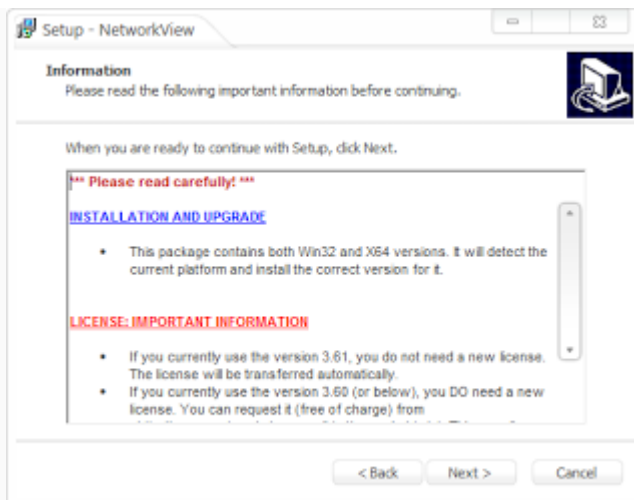 Setup - NetworkView
Information
Please read the following important information before continuing.
When you are ready to continue with Setup, click Next.
*** Please read carefully! ***
INSTALLATION AND UPGRADE
• This package contains both Win32 and X64 versions. It will detect the
current platform and install the correct version for it.
LICENSE: IMPORTANT INFORMATION
• If you currently use the version 3.61, you do not need a new license.
The license will be transferred automatically.
• If you currently use the version 3.60 (or below), you DO need a new
license. You can request it (free of charge) from
< Back
Next >
Cancel